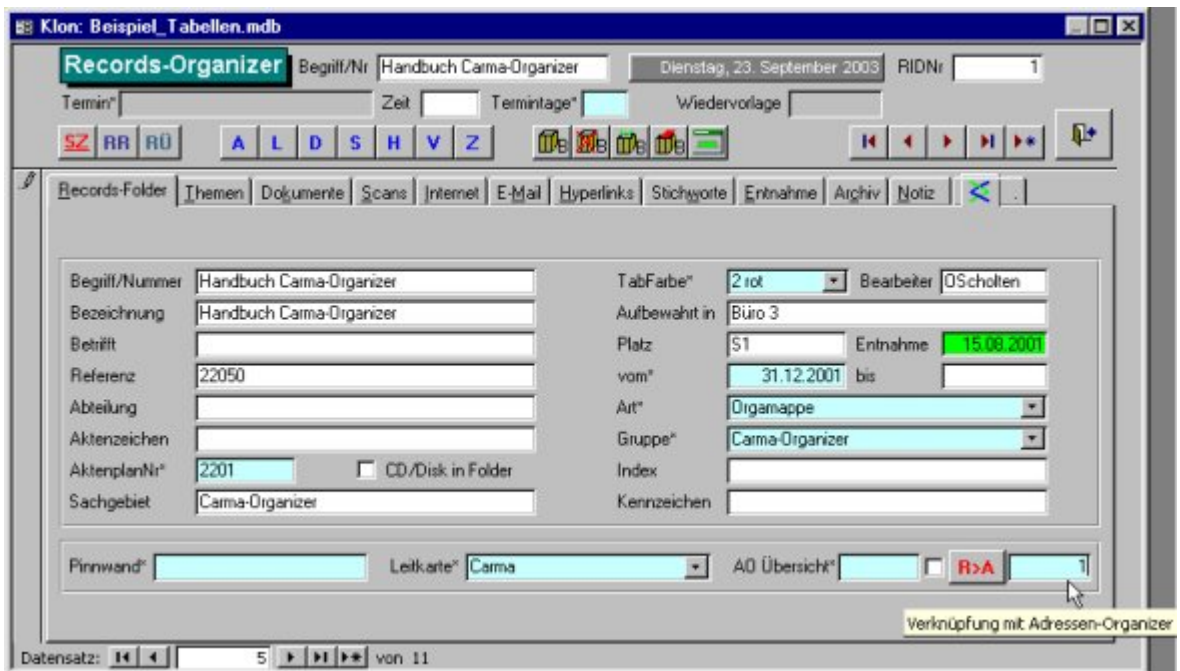 Klon: Beispiel_Tabellen.mdb
Records-Organizer Begriff/Nr Handbuch Carma-Organizer Dienstag, 23. September 2003 RIDNr 1
Termin* Zeit Termintage* Wiedervorlage
SZ RR RÜ A L D S H V Z B B B B
Records-Folder Themen Dokumente Scans Internet E-Mail Hyperlinks Stichworte Entnahme Archiv Notiz .
Begriff/Nummer Handbuch Carma-Organizer TabFarbe* 2 rot Bearbeiter OScholten
Bezeichnung Handbuch Carma-Organizer Aufbewahrt in Büro 3
Betrifft Platz S1 Entnahme 15.08.2001
Referenz 22050 vom* 31.12.2001 bis
Abteilung Art* Orgamappe
Aktenzeichen Gruppe* Carma-Organizer
AktenplanNr* 2201 CD/Disk in Folder Index
Sachgebiet Carma-Organizer Kennzeichen
Pinnwand* Leitkarte* Carma AO Übersicht* R>A 1
Verknüpfung mit Adressen-Organizer
Datensatz: 5 von 11